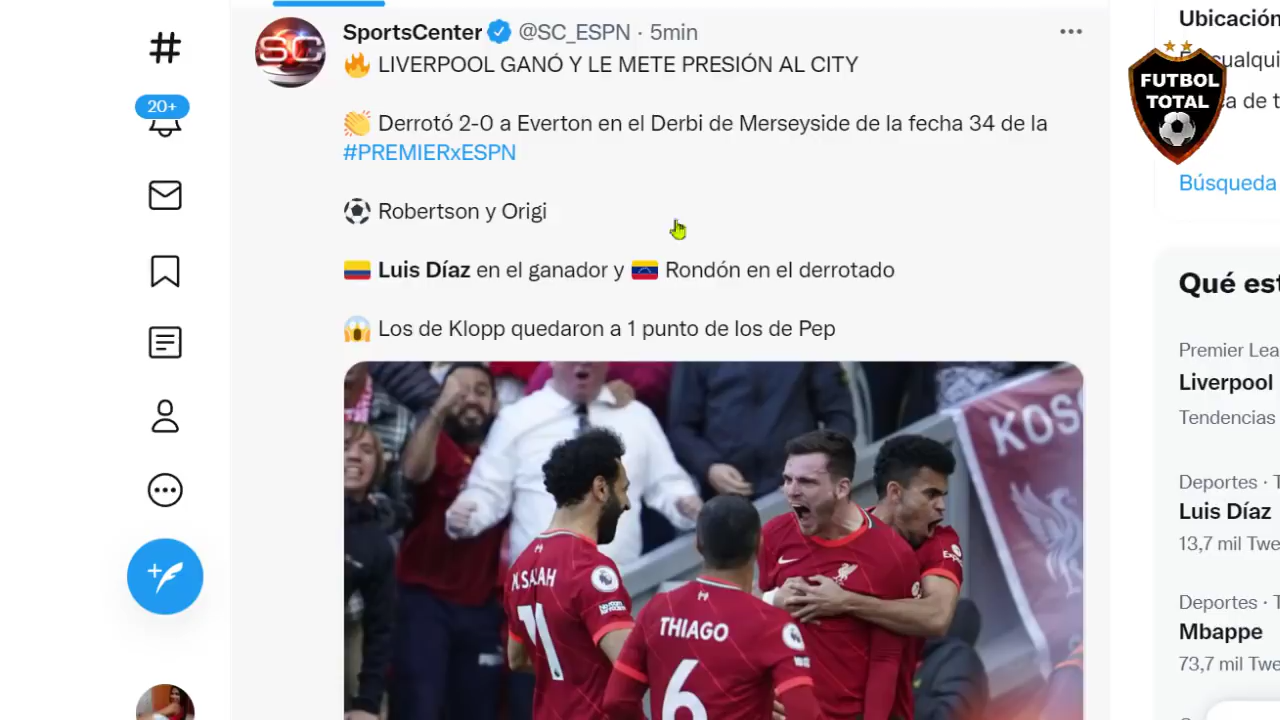 SC
SportsCenter @SC_ESPN · 5min
LIVERPOOL GANÓ Y LE METE PRESIÓN AL CITY
Derrotó 2-0 a Everton en el Derbi de Merseyside de la fecha 34 de la
#PREMIERxESPN
Robertson y Origi
Luis Díaz en el ganador y Rondón en el derrotado
Los de Klopp quedaron a 1 punto de los de Pep
20+
KOS
M.SALAH
11
THIAGO
6
Ubicación
FUTBOL
TOTAL
Búsqueda
Qué est
Premier Lea
Liverpool
Tendencias
Deportes · T
Luis Díaz
13,7 mil Twe
Deportes · T
Mbappe
73,7 mil Twe